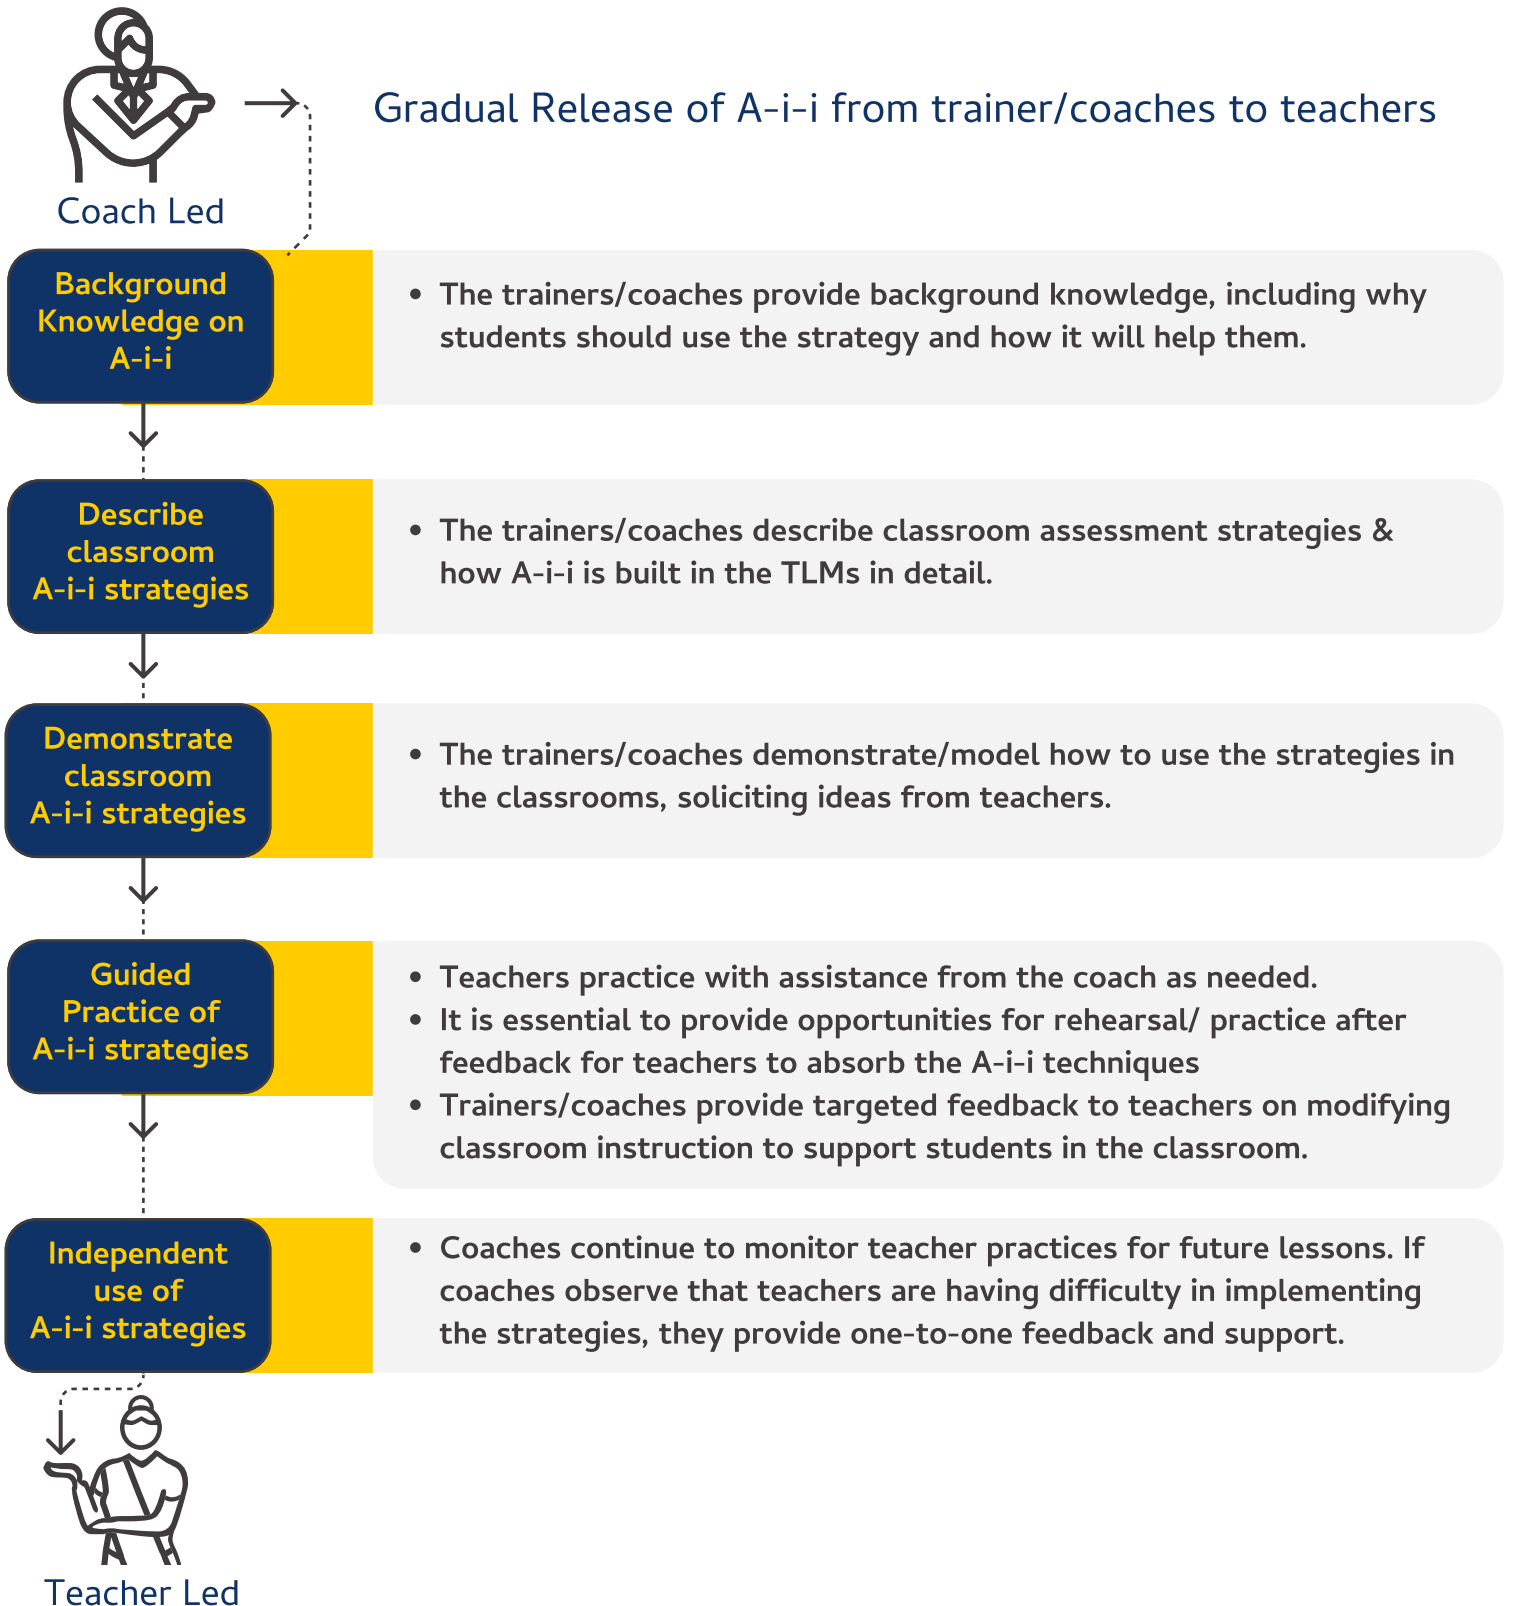 Gradual Release of A-i-i from trainer/coaches to teachers
Coach Led
Background
Knowledge on
A-i-i
• The trainers/coaches provide background knowledge, including why
students should use the strategy and how it will help them.
Describe
classroom
A-i-i strategies
• The trainers/coaches describe classroom assessment strategies &
how A-i-i is built in the TLMs in detail.
Demonstrate
classroom
A-i-i strategies
• The trainers/coaches demonstrate/model how to use the strategies in
the classrooms, soliciting ideas from teachers.
Guided
Practice of
A-i-i strategies
• Teachers practice with assistance from the coach as needed.
• It is essential to provide opportunities for rehearsal/ practice after
feedback for teachers to absorb the A-i-i techniques
• Trainers/coaches provide targeted feedback to teachers on modifying
classroom instruction to support students in the classroom.
Independent
use of
A-i-i strategies
• Coaches continue to monitor teacher practices for future lessons. If
coaches observe that teachers are having difficulty in implementing
the strategies, they provide one-to-one feedback and support.
Teacher Led